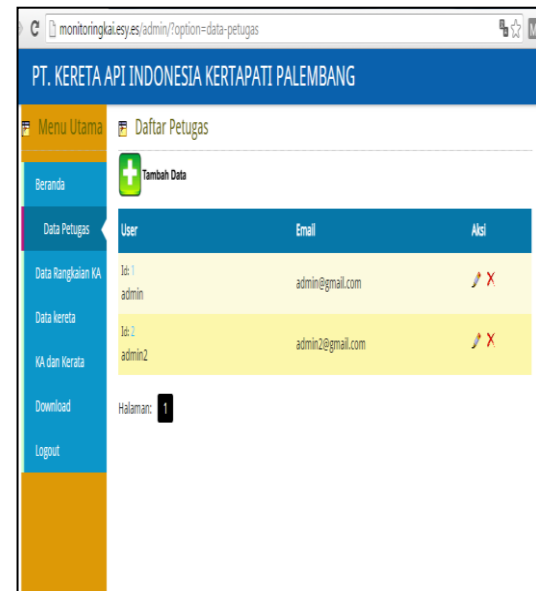 monitoringkai.esy.es/admin/?option=data-petugas
PT. KERETA API INDONESIA KERTAPATI PALEMBANG
Menu Utama
Beranda
Data Petugas
Data Rangkaian KA
Data kereta
KA dan Kerata
Download
Logout
Daftar Petugas
Tambah Data
User Email Aksi
Id: 1
admin
admin@gmail.com
Id: 2
admin2
admin2@gmail.com
Halaman: 1